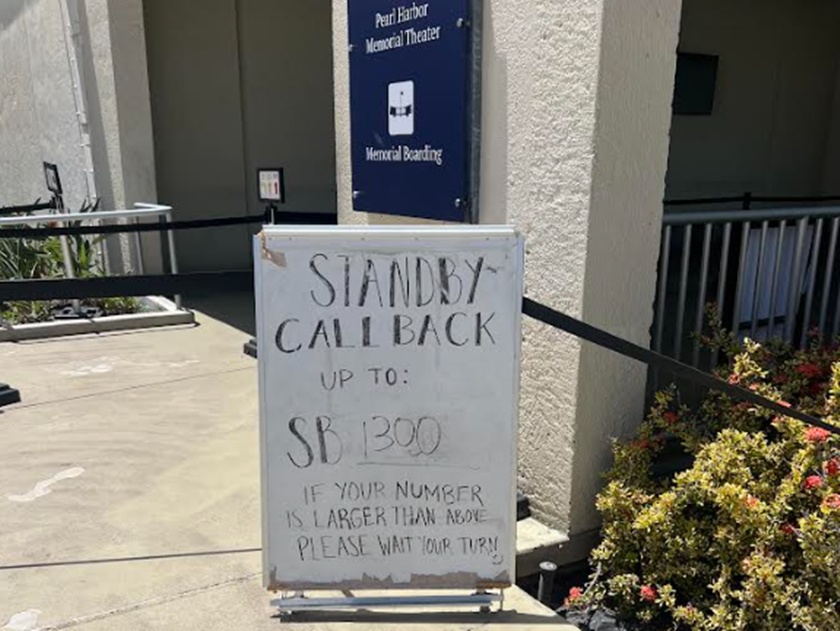 Pearl Harbor
Memorial Theater
Memorial Boarding
STANDBY
CALL BACK
UP TO:
SB 1300
IF YOUR NUMBER
IS LARGER THAN ABOVE
PLEASE WAIT YOUR TURN